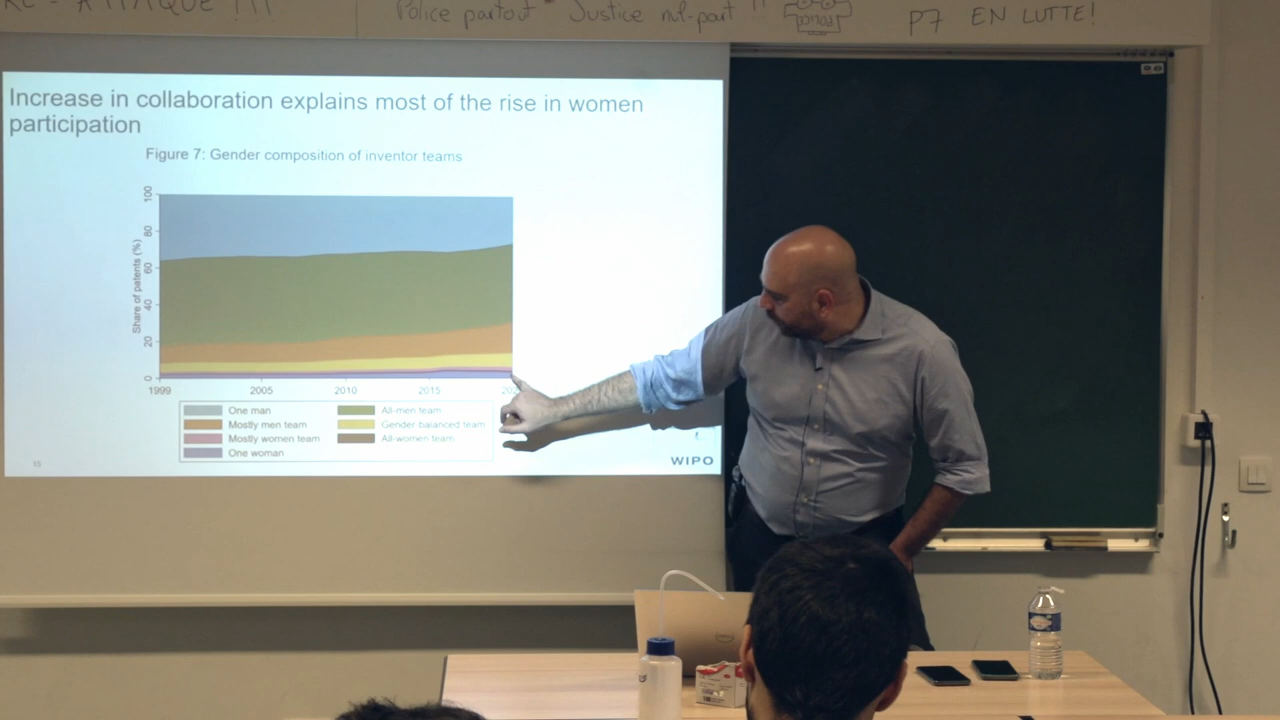 ATTAQUE !!!
Police partout Justice nul-part !!
POLICE
P7 EN LUTTE!
Increase in collaboration explains most of the rise in women
participation
Figure 7: Gender composition of inventor teams
Share of patents (%)
100
80
60
40
20
0
1999 2005 2010 2015
One man All-men team
Mostly men team Gender-balanced team
Mostly women team All-women team
One woman
15
WIPO